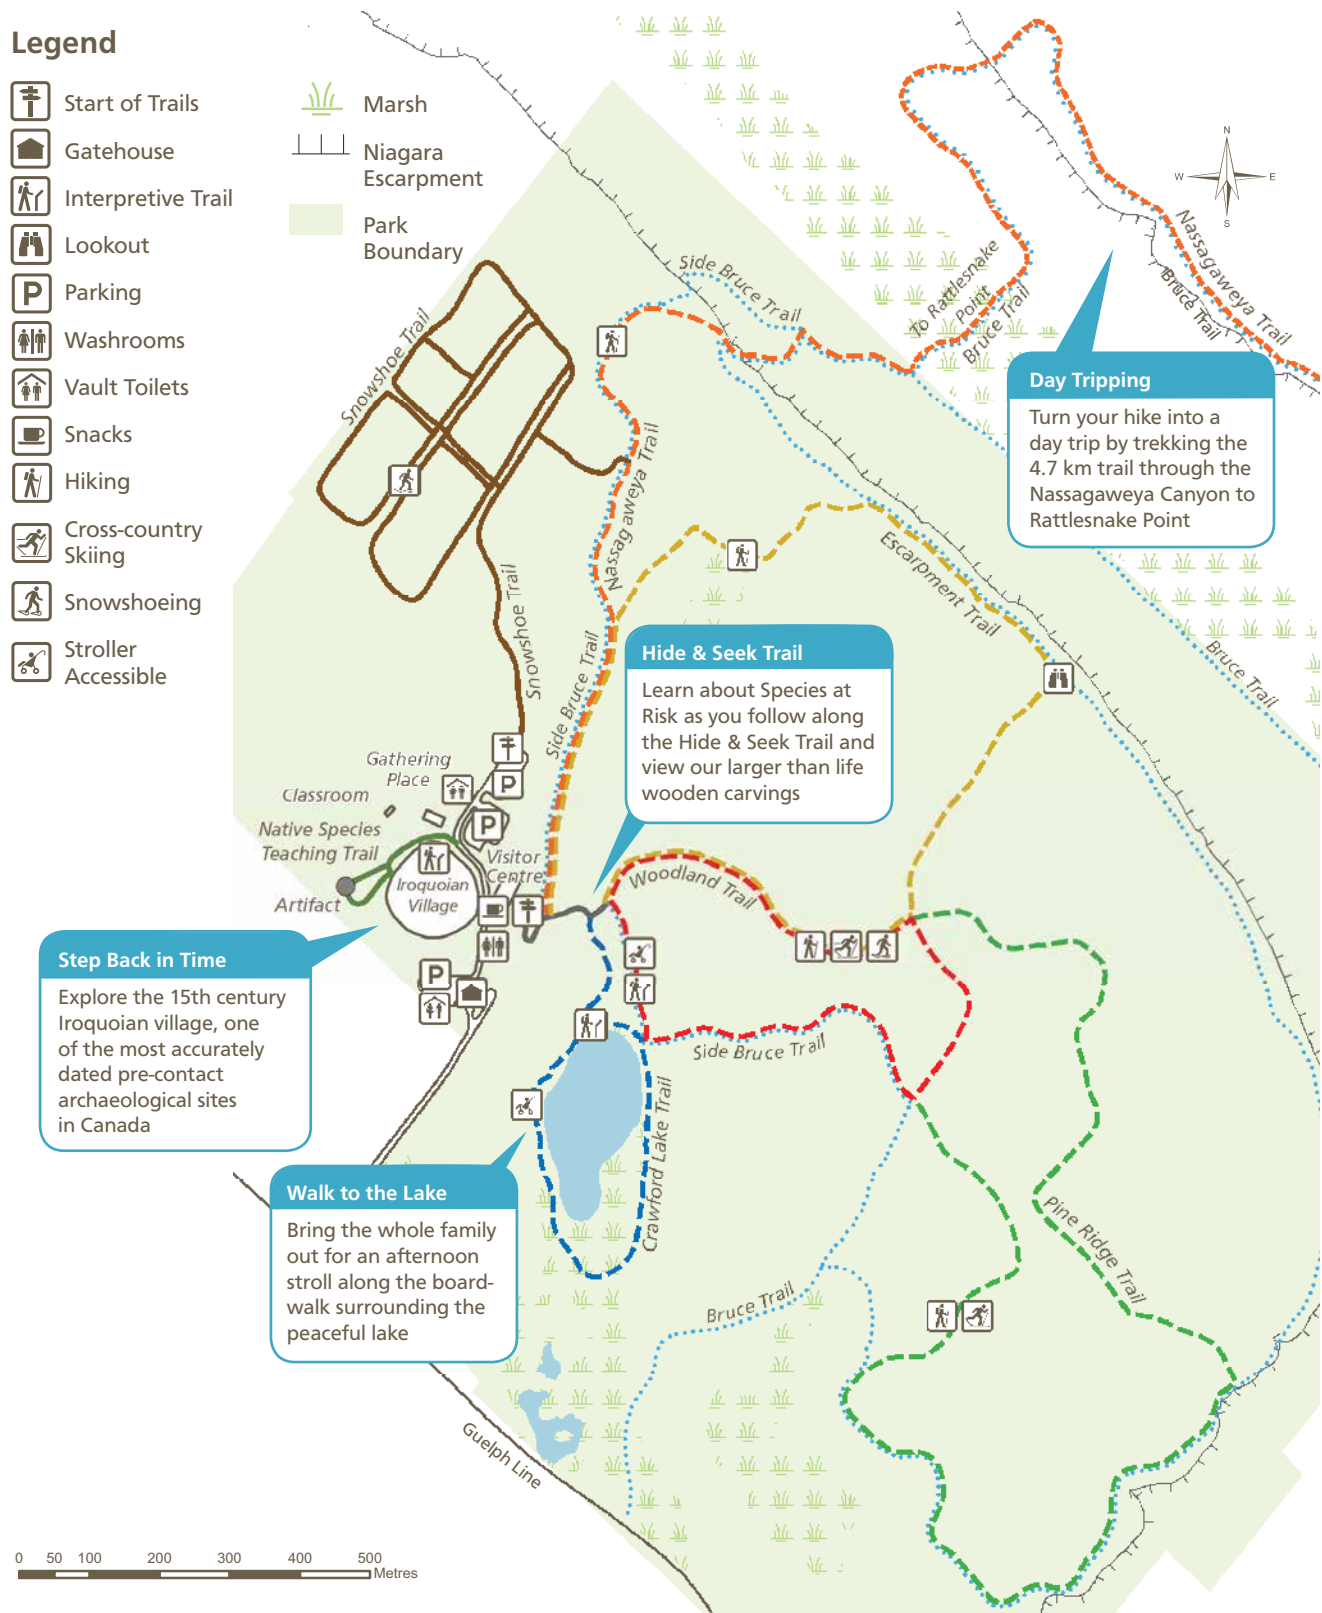 Legend
Start of Trails
Gatehouse
Interpretive Trail
Lookout
P
Parking
Washrooms
Vault Toilets
Snacks
Hiking
Cross-country
Skiing
Snowshoeing
Stroller
Accessible
Marsh
Niagara
Escarpment
Park
Boundary
N
W
E
S
Nassagaweya Trail
Bruce Trail
To Rattlesnake
Point
Bruce Trail
Side Bruce Trail
Snowshoe Trail
Day Tripping
Turn your hike into a
day trip by trekking the
4.7 km trail through the
Nassagaweya Canyon to
Rattlesnake Point
Nassagaweya Trail
Escarpment Trail
Snowshoe Trail
Side Bruce Trail
Bruce Trail
Hide & Seek Trail
Learn about Species at
Risk as you follow along
the Hide & Seek Trail and
view our larger than life
wooden carvings
Gathering
Place
P
Classroom
P
Native Species
Teaching Trail
Visitor
Centre
Iroquoian
Village
Artifact
Woodland Trail
P
Step Back in Time
Explore the 15th century
Iroquoian village, one
of the most accurately
dated pre-contact
archaeological sites
in Canada
Side Bruce Trail
Crawford Lake Trail
Walk to the Lake
Bring the whole family
out for an afternoon
stroll along the board-
walk surrounding the
peaceful lake
Pine Ridge Trail
Bruce Trail
Guelph Line
0 50 100 200 300 400 500
Metres